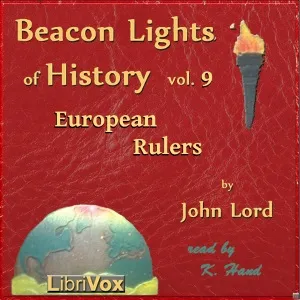 Beacon Lights
of History vol. 9
European
Rulers
by
John Lord
read by
K. Hand
LibriVox